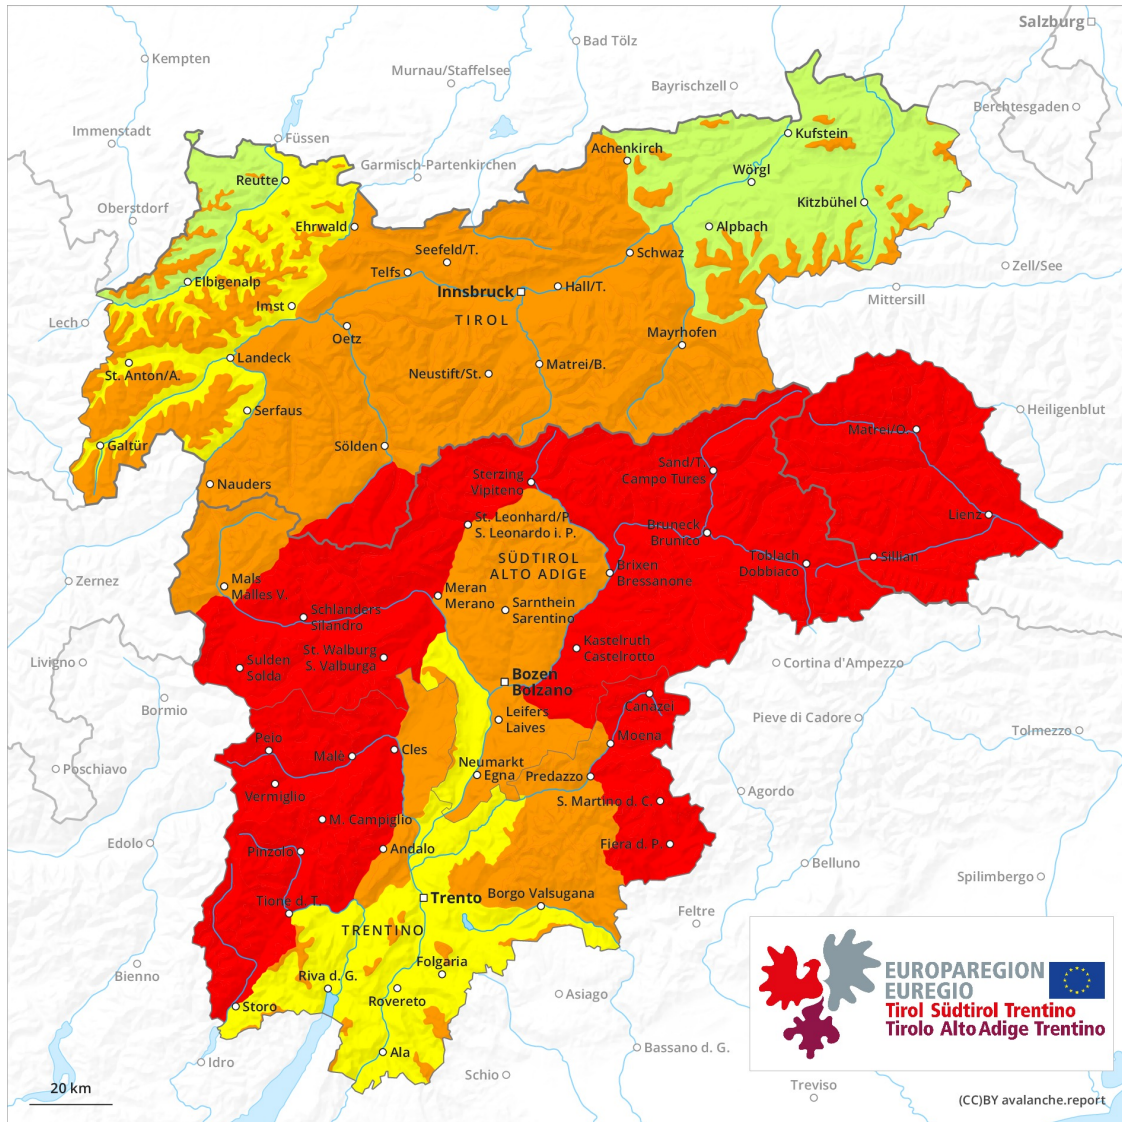 Salzburg
Bad Tölz
Kempten
Murnau/Staffelsee
Bayrischzell
Berchtesgaden
Immenstadt
Füssen
Kufstein
Achenkirch
Garmisch-Partenkirchen
Wörgl
Reutte
Kitzbühel
Oberstdorf
Ehrwald
Alpbach
Seefeld/T.
Schwaz
Telfs
Zell/See
Elbigenalp
Hall/T.
Innsbruck
Mittersill
Imst
TIROL
Lech
Oetz
Mayrhofen
Landeck
Matrei/B.
St. Anton/A.
Neustift/St.
Serfaus
Heiligenblut
Matrei/O.
Galtür
Sölden
Sand/T.
Campo Tures
Sterzing
Vipiteno
Nauders
St. Leonhard/P.
S. Leonardo i. P.
Lienz
Bruneck
Brunico
SÜDTIROL
ALTO ADIGE
Toblach
Dobbiaco
Sillian
Brixen
Bressanone
Zernez
Mals
Malles V.
Meran
Merano
Sarnthein
Sarentino
Schlanders
Silandro
Kastelruth
Castelrotto
St. Walburg
S. Valburga
Livigno
Sulden
Solda
Cortina d'Ampezzo
Bozen
Bolzano
Canazei
Bormio
Leifers
Laives
Pieve di Cadore
Tolmezzo
Moena
Peio
Male
Cles
Neumarkt
Egna
Predazzo
Poschiavo
Vermiglio
Agordo
S. Martino d. C.
M. Campiglio
Edolo
Pinzolo
Andalo
Fiera d. P.
Belluno
Spilimbergo
Trento
Borgo Valsugana
Tione d. T.
Feltre
TRENTINO
Folgaria
Bienno
Riva d. G.
Rovereto
Asiago
Storo
EUROPAREGION
EUREGIO
Tirol Südtirol Trentino
Tirolo Alto Adige Trentino
Ala
Bassano d. G.
Idro
Schio
Treviso
20 km
(CC)BY avalanche.report